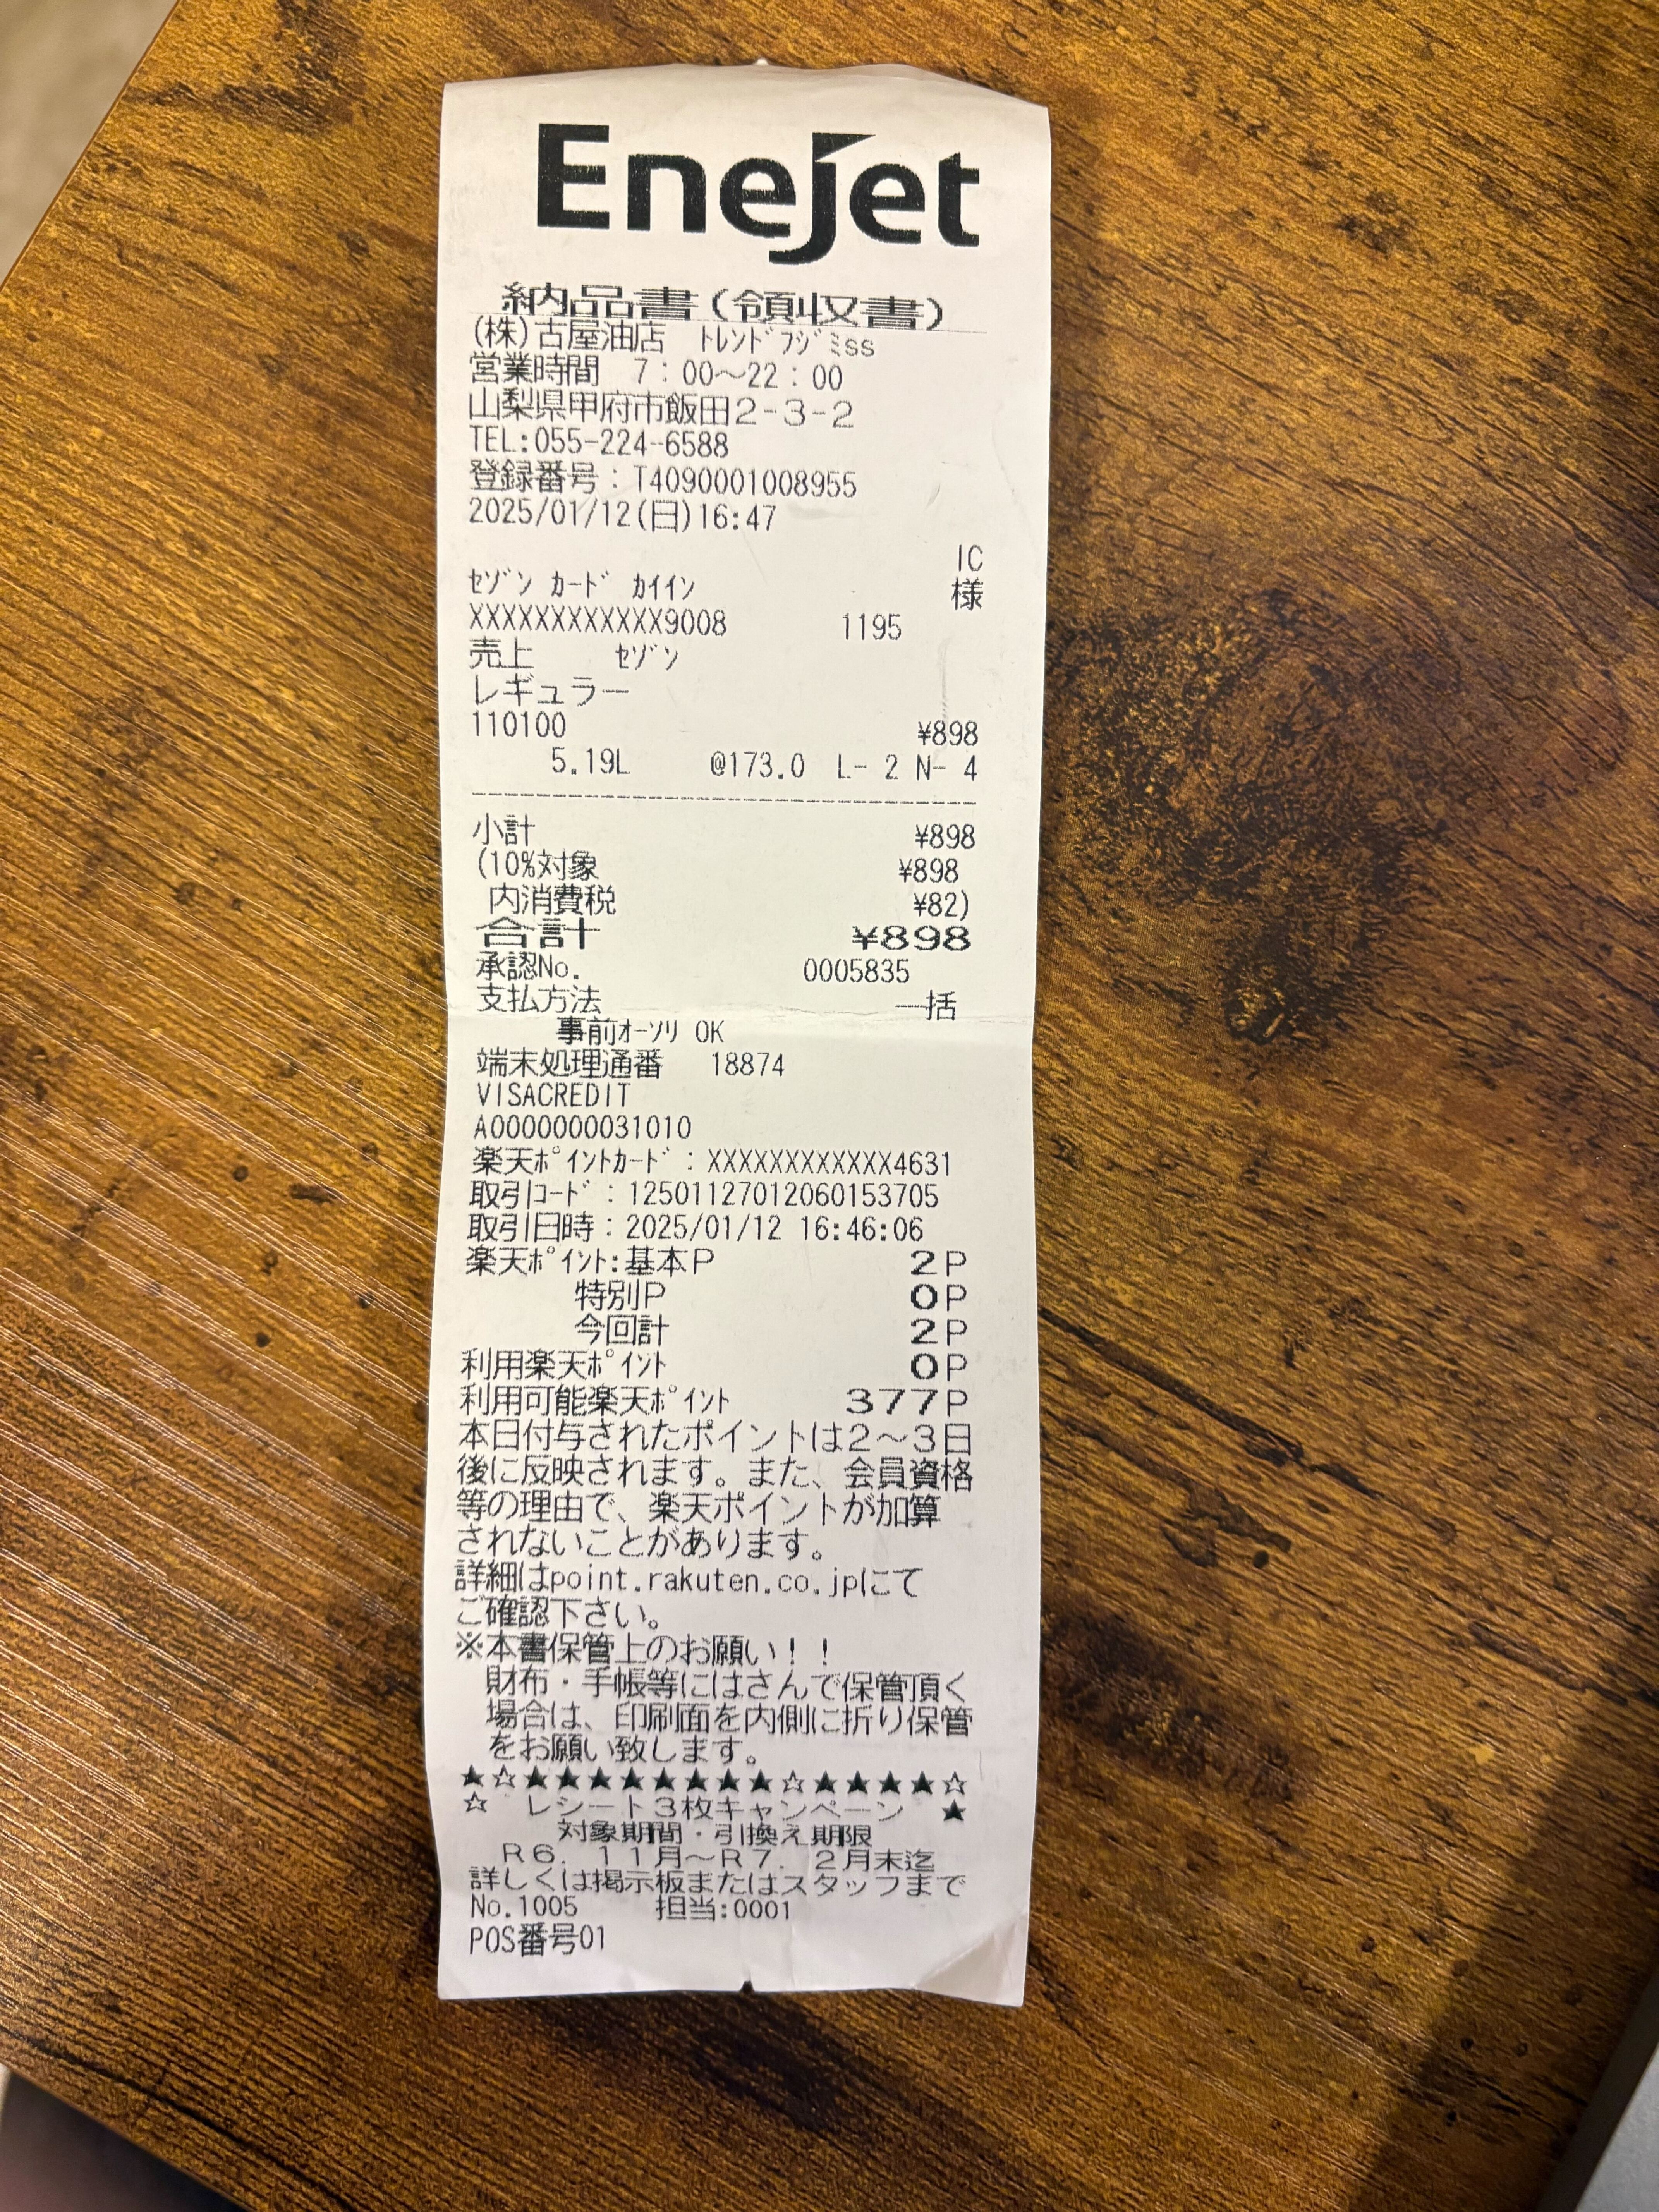 Enejet
納品書(領収書)
(株)古屋油店 ﾄﾚﾝﾄﾞﾌｼﾞﾐss
営業時間 7:00～22:00
山梨県甲府市飯田2-3-2
TEL:055-224-6588
登録番号:T4090001008955
2025/01/12(日)16:47
IC
ｾｿﾞﾝ ｶｰﾄﾞ ｶｲｲﾝ 様
XXXXXXXXXXXX9008 1195
売上 ｾｿﾞﾝ
レギュラー
110100 ¥898
5.19L @173.0 L- 2 N- 4
小計 ¥898
(10%対象 ¥898
内消費税 ¥82)
合計 ¥898
承認No. 0005835
支払方法 一括
事前ｵｰｿﾘ OK
端末処理通番 18874
VISACREDIT
A0000000031010
楽天ﾎﾟｲﾝﾄｶｰﾄﾞ:XXXXXXXXXXXX4631
取引ｺｰﾄﾞ:12501127012060153705
取引日時:2025/01/12 16:46:06
楽天ﾎﾟｲﾝﾄ:基本P 2P
特別P 0P
今回計 2P
利用楽天ﾎﾟｲﾝﾄ 0P
利用可能楽天ﾎﾟｲﾝﾄ 377P
本日付与されたポイントは2～3日
後に反映されます。また、会員資格
等の理由で、楽天ポイントが加算
されないことがあります。
詳細はpoint.rakuten.co.jpにて
ご確認下さい。
※本書保管上のお願い!!
財布・手帳等にはさんで保管頂く
場合は、印刷面を内側に折り保管
をお願い致します。
★☆★★★★★★★★☆★★★★☆
☆ レシート3枚キャンペーン ★
対象期間・引換え期限
R6.11月～R7.2月末迄
詳しくは掲示板またはスタッフまで
No.1005 担当:0001
POS番号01